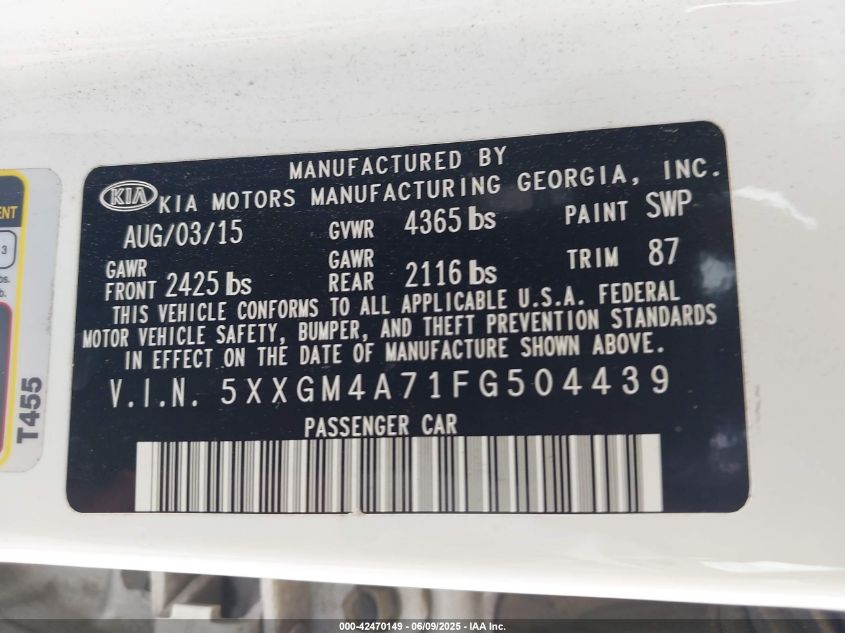 MANUFACTURED BY
KIA KIA MOTORS MANUFACTURING GEORGIA, INC.
AUG/03/15 GVWR 4365 lbs PAINT SWP
GAWR FRONT 2425 lbs GAWR REAR 2116 lbs TRIM 87
THIS VEHICLE CONFORMS TO ALL APPLICABLE U.S.A. FEDERAL
MOTOR VEHICLE SAFETY, BUMPER, AND THEFT PREVENTION STANDARDS
IN EFFECT ON THE DATE OF MANUFACTURE SHOWN ABOVE.
V.I.N. 5XXGM4A71FG504439
PASSENGER CAR
T455
000-42470149 - 06/09/2025 - IAA Inc.